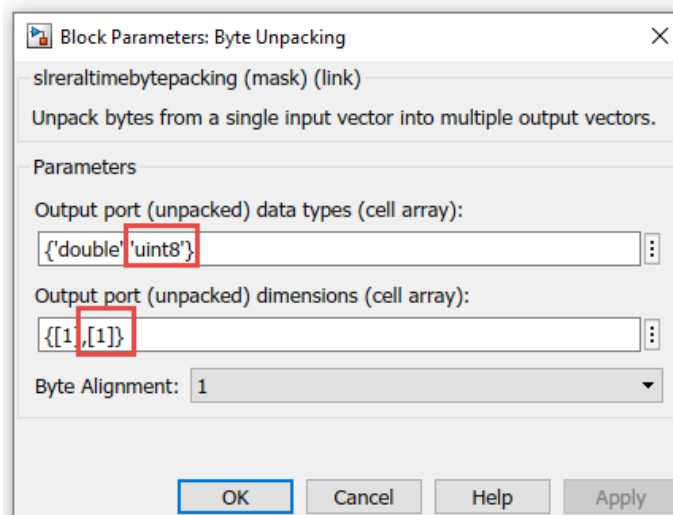 Block Parameters: Byte Unpacking
slreraltimebytepacking (mask) (link)
Unpack bytes from a single input vector into multiple output vectors.
Parameters
Output port (unpacked) data types (cell array):
{'double' 'uint8'}
Output port (unpacked) dimensions (cell array):
{[1],[1]}
Byte Alignment: 1
OK Cancel Help Apply